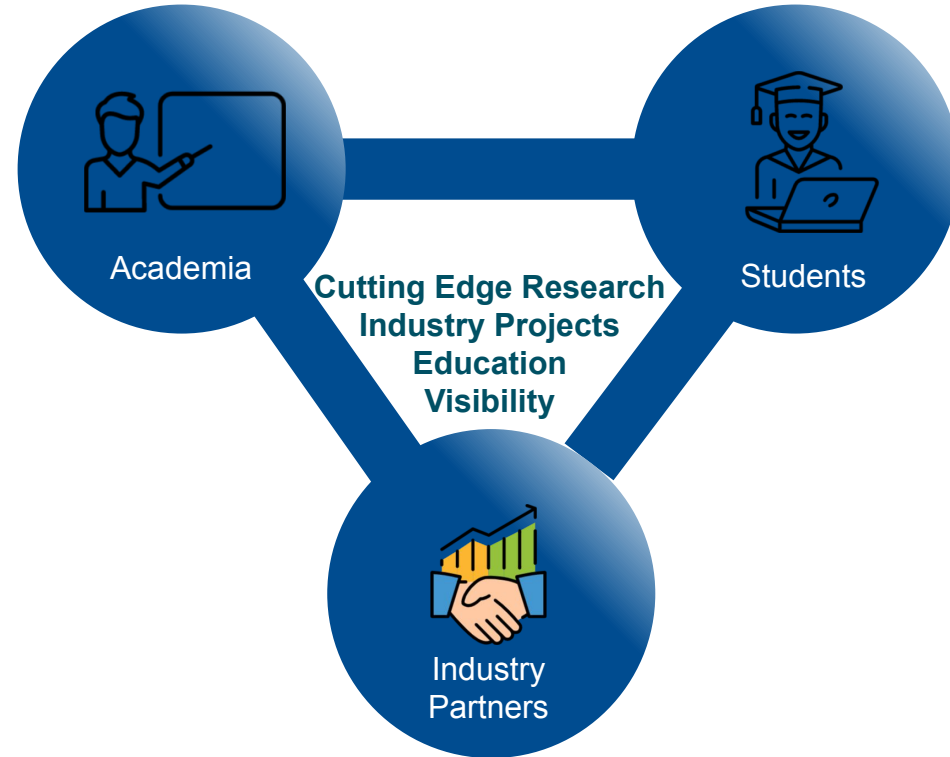 Academia
Students
Cutting Edge Research
Industry Projects
Education
Visibility
Industry
Partners